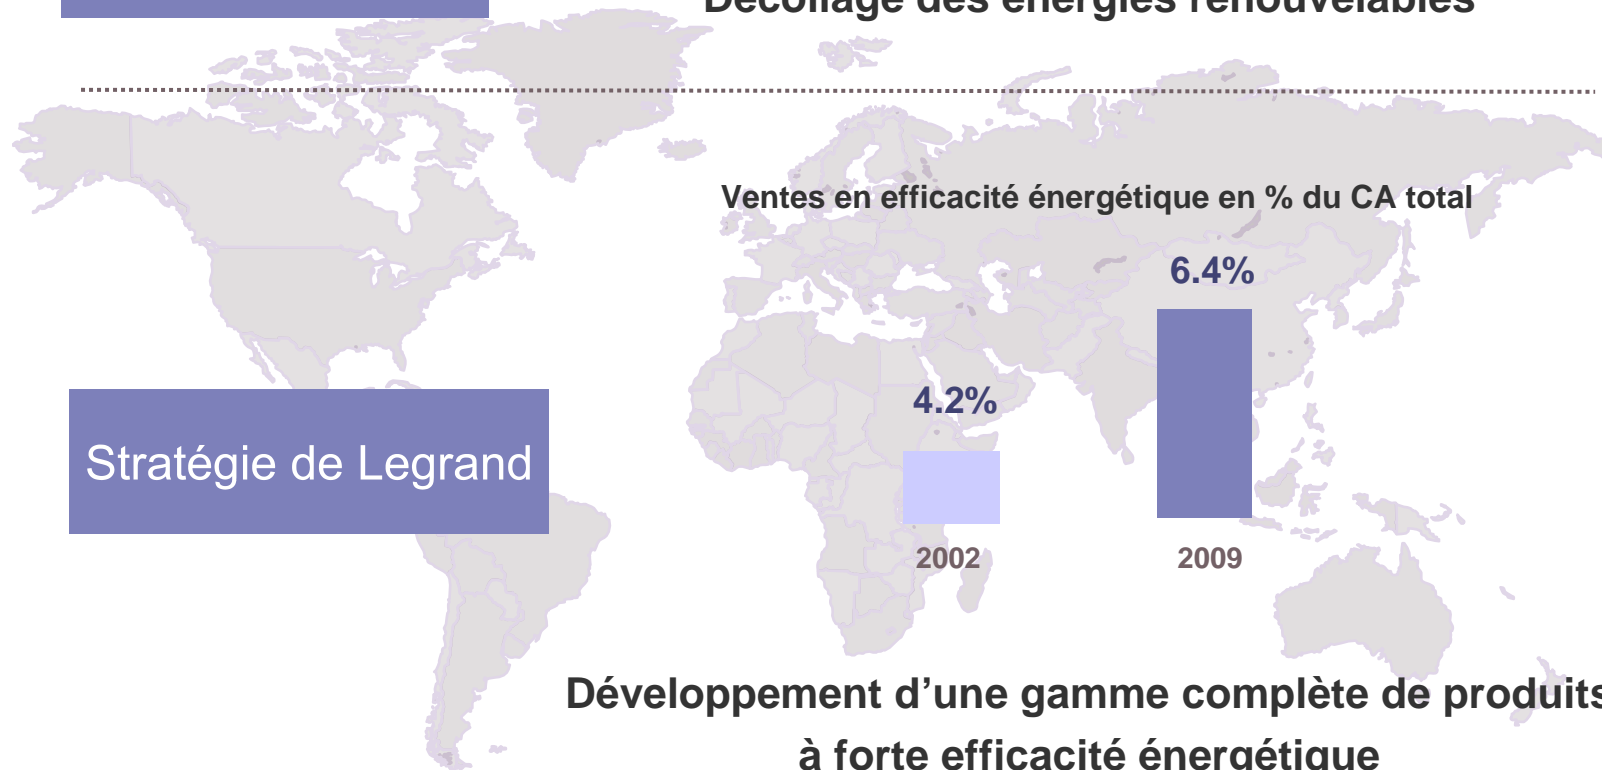 Décollage des énergies renouvelables
Ventes en efficacité énergétique en % du CA total
6.4%
4.2%
Stratégie de Legrand
2002
2009
Développement d’une gamme complète de produits
à forte efficacité énergétique